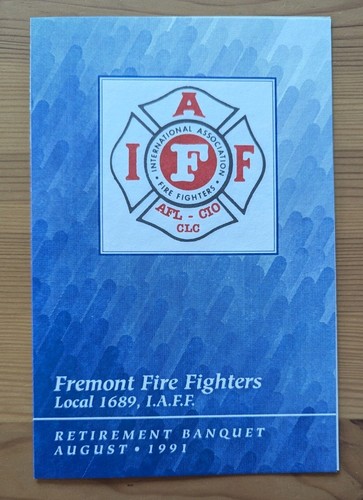 A
I F F
• INTERNATIONAL ASSOCIATION •
FIRE FIGHTERS
AFL - CIO
CLC
Fremont Fire Fighters
Local 1689, I.A.F.F.
RETIREMENT BANQUET
AUGUST • 1991